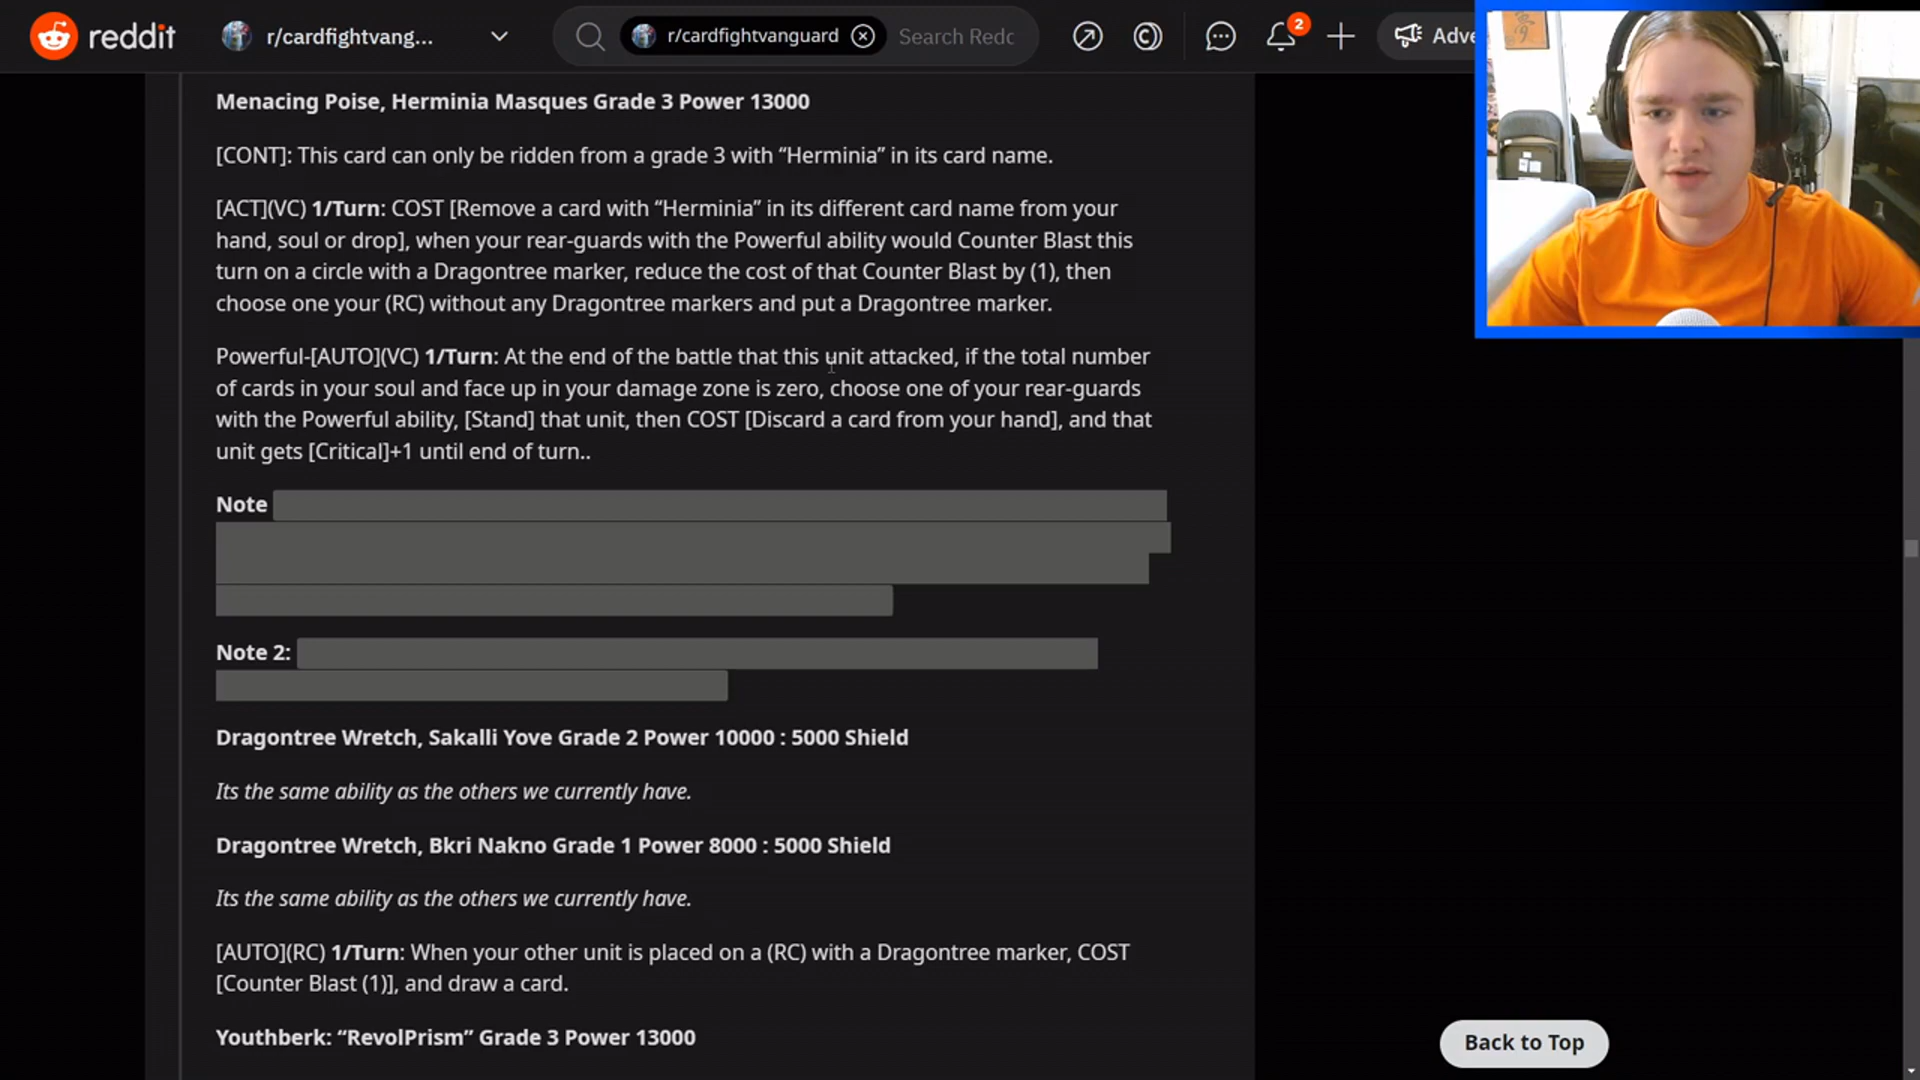 reddit
r/cardfightvang...
r/cardfightvanguard
Search Redc
2
Adve
Menacing Poise, Herminia Masques Grade 3 Power 13000
[CONT]: This card can only be ridden from a grade 3 with “Herminia” in its card name.
[ACT](VC) 1/Turn: COST [Remove a card with “Herminia” in its different card name from your
hand, soul or drop], when your rear-guards with the Powerful ability would Counter Blast this
turn on a circle with a Dragontree marker, reduce the cost of that Counter Blast by (1), then
choose one your (RC) without any Dragontree markers and put a Dragontree marker.
Powerful-[AUTO](VC) 1/Turn: At the end of the battle that this unit attacked, if the total number
of cards in your soul and face up in your damage zone is zero, choose one of your rear-guards
with the Powerful ability, [Stand] that unit, then COST [Discard a card from your hand], and that
unit gets [Critical]+1 until end of turn..
Note
Note 2:
Dragontree Wretch, Sakalli Yove Grade 2 Power 10000 : 5000 Shield
Its the same ability as the others we currently have.
Dragontree Wretch, Bkri Nakno Grade 1 Power 8000 : 5000 Shield
Its the same ability as the others we currently have.
[AUTO](RC) 1/Turn: When your other unit is placed on a (RC) with a Dragontree marker, COST
[Counter Blast (1)], and draw a card.
Youthberk: “RevolPrism” Grade 3 Power 13000
Back to Top